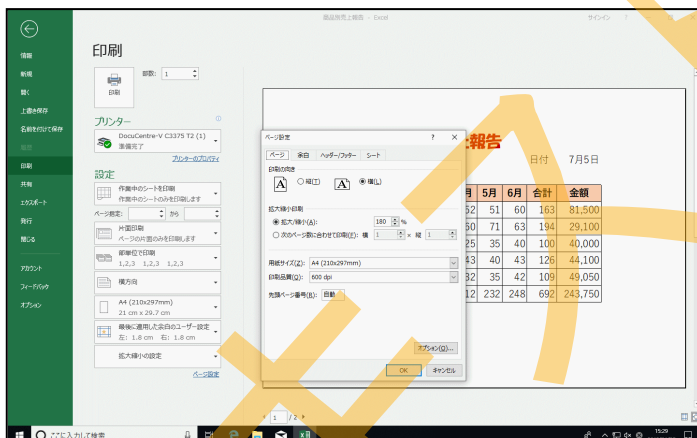 商品別売上報告 - Excel
サインイン ?
情報
新規
開く
上書き保存
名前を付けて保存
履歴
印刷
共有
エクスポート
発行
閉じる
アカウント
フィードバック
オプション
印刷
部数: 1
印刷
プリンター
DocuCentre-V C3375 T2 (1)
準備完了
プリンターのプロパティ
設定
作業中のシートを印刷
作業中のシートのみを印刷します
ページ指定: から
片面印刷
ページの片面のみを印刷します
部単位で印刷
1,2,3 1,2,3 1,2,3
横方向
A4 (210x297mm)
21 cm x 29.7 cm
最後に適用した余白のユーザー設定
左: 1.8 cm 右: 1.8 cm
拡大縮小の設定
ページ設定
ページ設定 ? ×
ページ 余白 ヘッダー/フッター シート
印刷の向き
A 縦(T) A 横(L)
拡大縮小印刷
拡大/縮小(A): 180 %
次のページ数に合わせて印刷(F): 横 1 × 縦 1
用紙サイズ(Z): A4 (210x297mm)
印刷品質(Q): 600 dpi
先頭ページ番号(R): 自動
オプション(O)...
OK キャンセル
上報告
日付 7月5日
月 5月 6月 合計 金額
52 51 60 163 81,500
60 71 63 194 29,100
25 35 40 100 40,000
43 40 43 126 44,100
32 35 42 109 49,050
12 232 248 692 243,750
1 / 2
ここに入力して検索
15:29